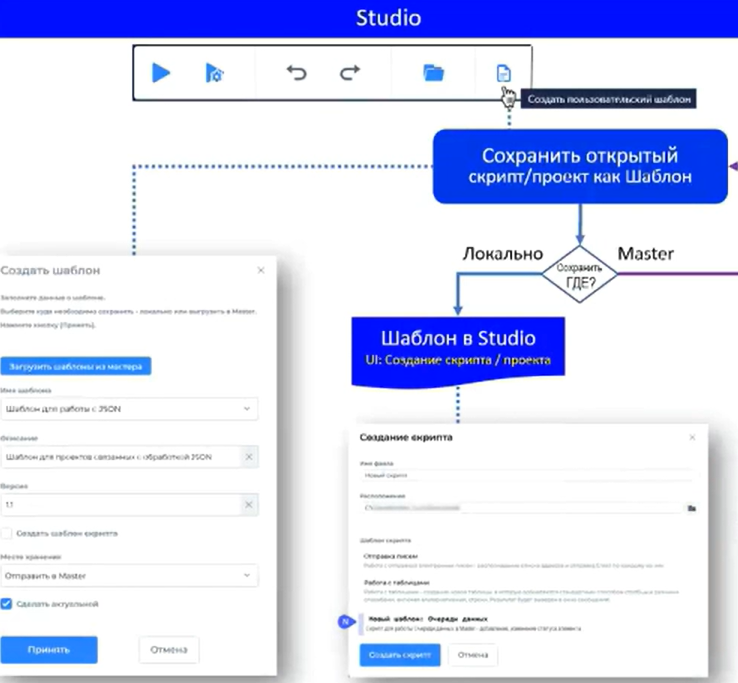 Studio
Создать пользовательский шаблон
Сохранить открытый
скрипт/проект как Шаблон
Локально
Master
Сохранить
ГДЕ?
Шаблон в Studio
UI: Создание скрипта / проекта
Создать шаблон
Заполните данные о шаблоне.
Выберите куда необходимо сохранить - локально или выгрузить в Master.
Нажмите кнопку [Принять].
Загрузить шаблоны из мастера
Имя шаблона
Шаблон для работы с JSON
Описание
Шаблон для проектов связанных с обработкой JSON
Версия
1.1
Создать шаблон скрипта
Место хранения
Отправить в Master
Сделать актуальной
Принять
Отмена
Создание скрипта
Имя файла
Новый скрипт
Расположение
Шаблон скрипта
Отправка писем
Работа с таблицами
N
Новый шаблон: Очереди данных
Скрипт для работы Очереди данных в Master - добавление, изменение статуса элемента
Создать скрипт
Отмена